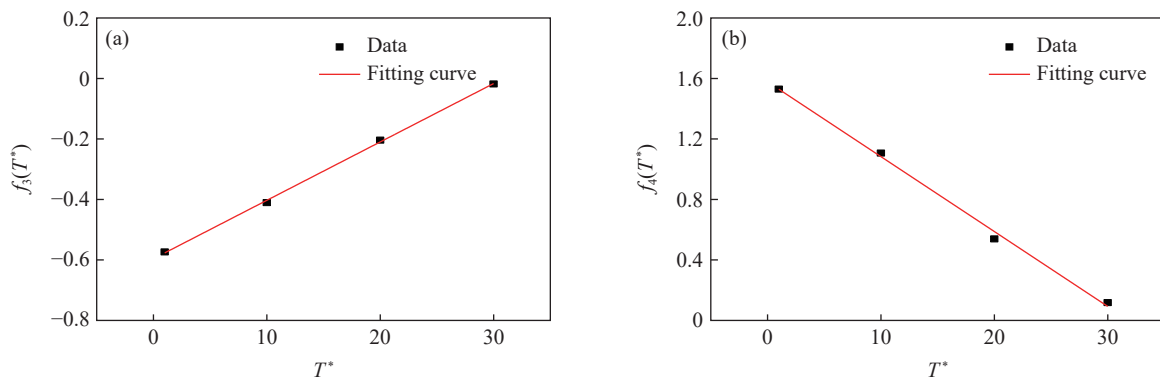 (a)
Data
Fitting curve
0.2
0
−0.2
−0.4
−0.6
−0.8
f₃(T*)
0 10 20 30
T*
(b)
Data
Fitting curve
2.0
1.6
1.2
0.8
0.4
0
f₄(T*)
0 10 20 30
T*